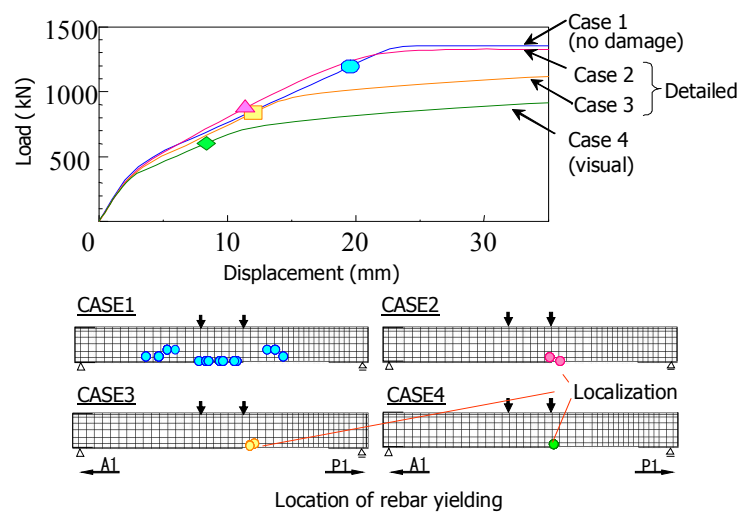 1500
1000
500
0
10
20
30
Load ( kN)
Displacement (mm)
Case 1
(no damage)
Case 2
Case 3
Detailed
Case 4
(visual)
CASE1
CASE2
CASE3
CASE4
Localization
A1
P1
A1
P1
Location of rebar yielding